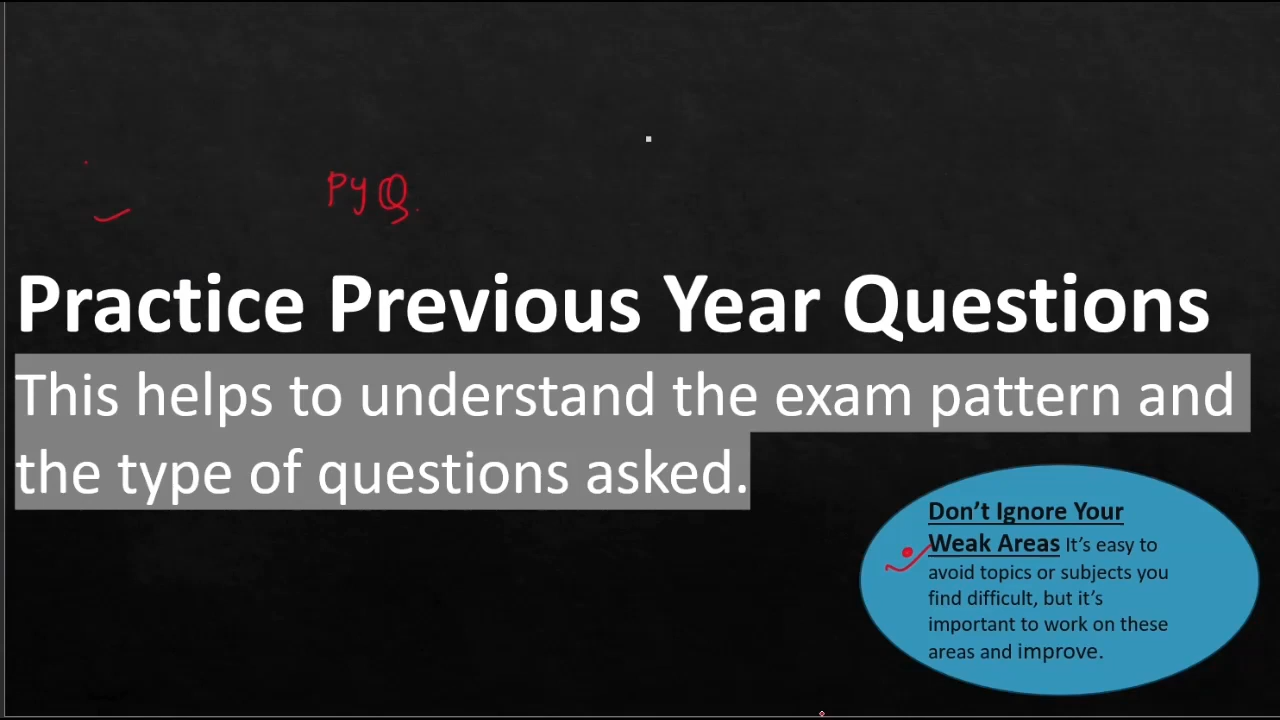 PYQ
Practice Previous Year Questions
This helps to understand the exam pattern and
the type of questions asked.
Don't Ignore Your
Weak Areas It's easy to
avoid topics or subjects you
find difficult, but it's
important to work on these
areas and improve.